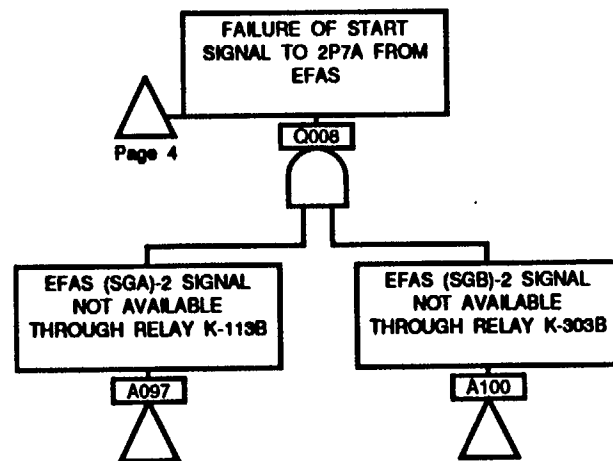 FAILURE OF START
SIGNAL TO 2P7A FROM
EFAS
Page 4
Q008
EFAS (SGA)-2 SIGNAL
NOT AVAILABLE
THROUGH RELAY K-113B
A097
EFAS (SGB)-2 SIGNAL
NOT AVAILABLE
THROUGH RELAY K-303B
A100